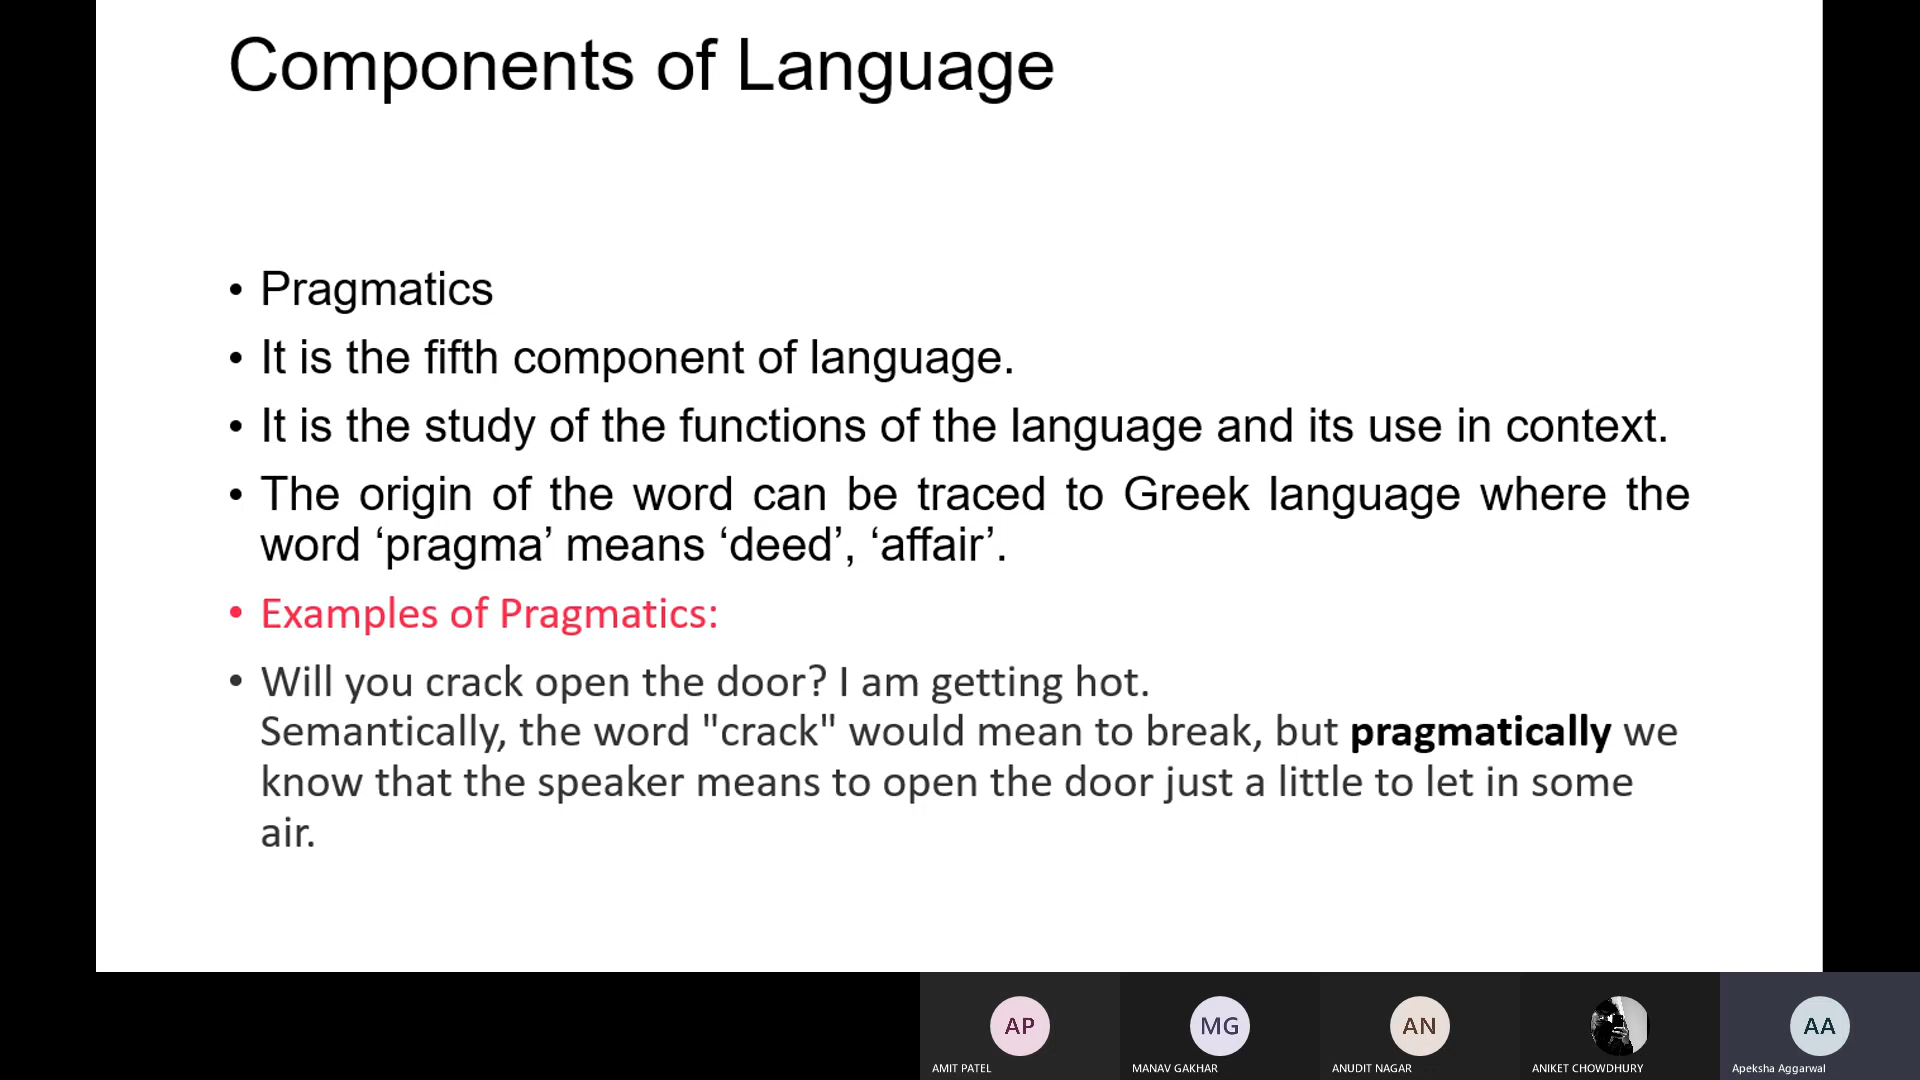 Components of Language
• Pragmatics
• It is the fifth component of language.
• It is the study of the functions of the language and its use in context.
• The origin of the word can be traced to Greek language where the
word ‘pragma’ means ‘deed’, ‘affair’.
• Examples of Pragmatics:
• Will you crack open the door? I am getting hot.
Semantically, the word "crack" would mean to break, but pragmatically we
know that the speaker means to open the door just a little to let in some
air.
AP MG AN AA
AMIT PATEL MANAV GAKHAR ANUDIT NAGAR ANIKET CHOWDHURY Apeksha Aggarwal